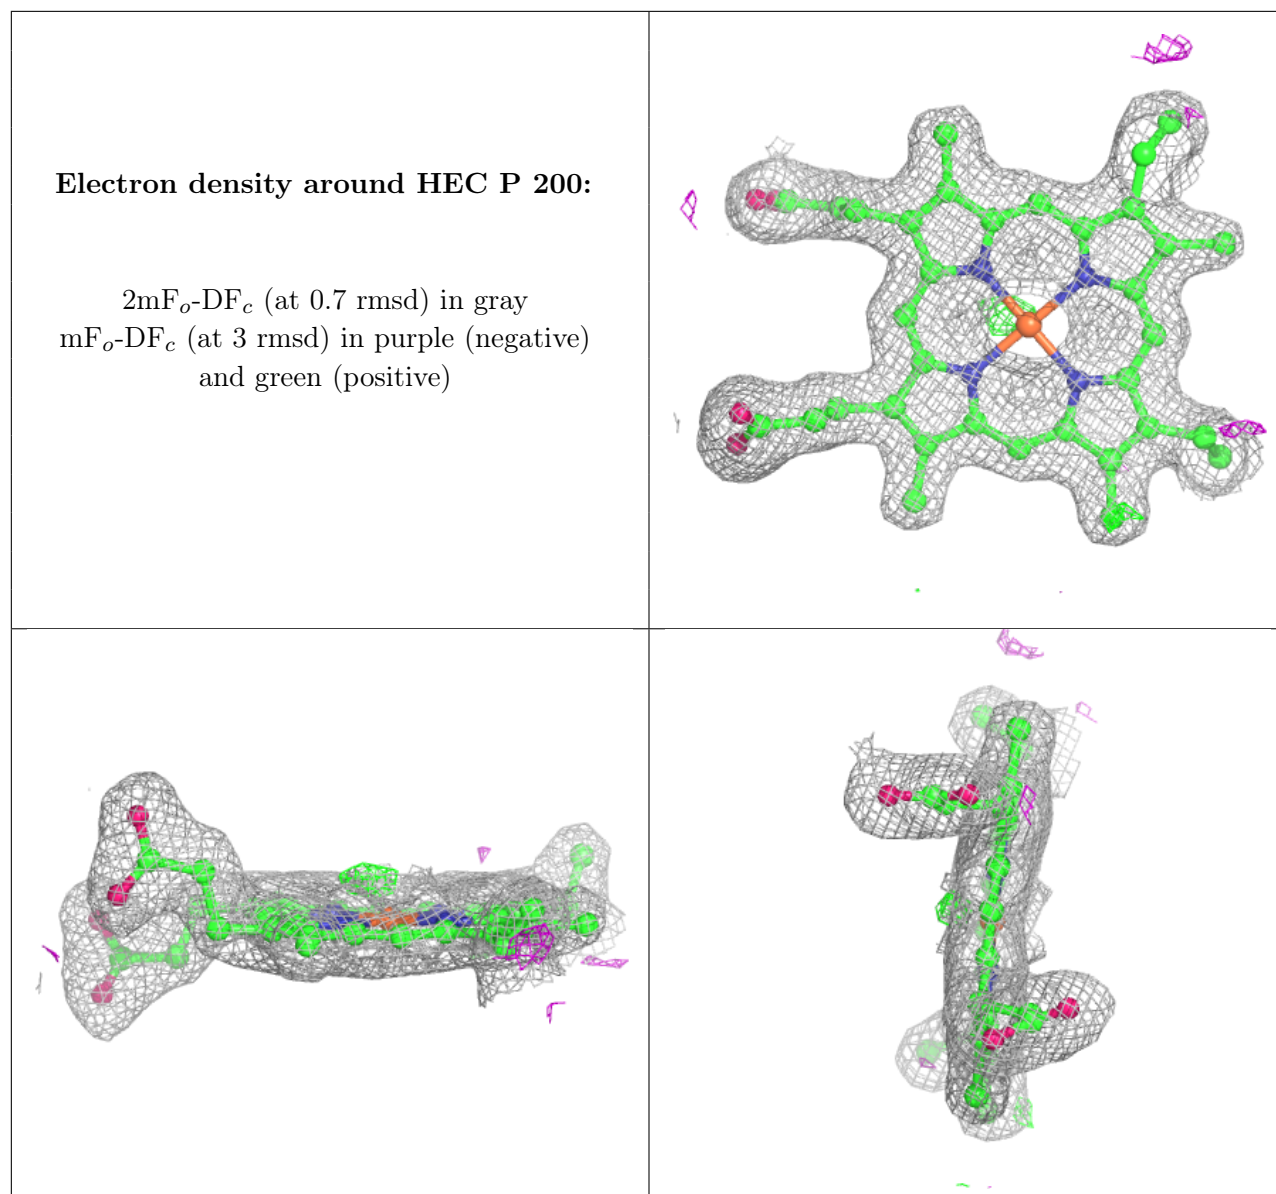 Electron density around HEC P 200:
2mFo-DFc (at 0.7 rmsd) in gray
mFo-DFc (at 3 rmsd) in purple (negative)
and green (positive)